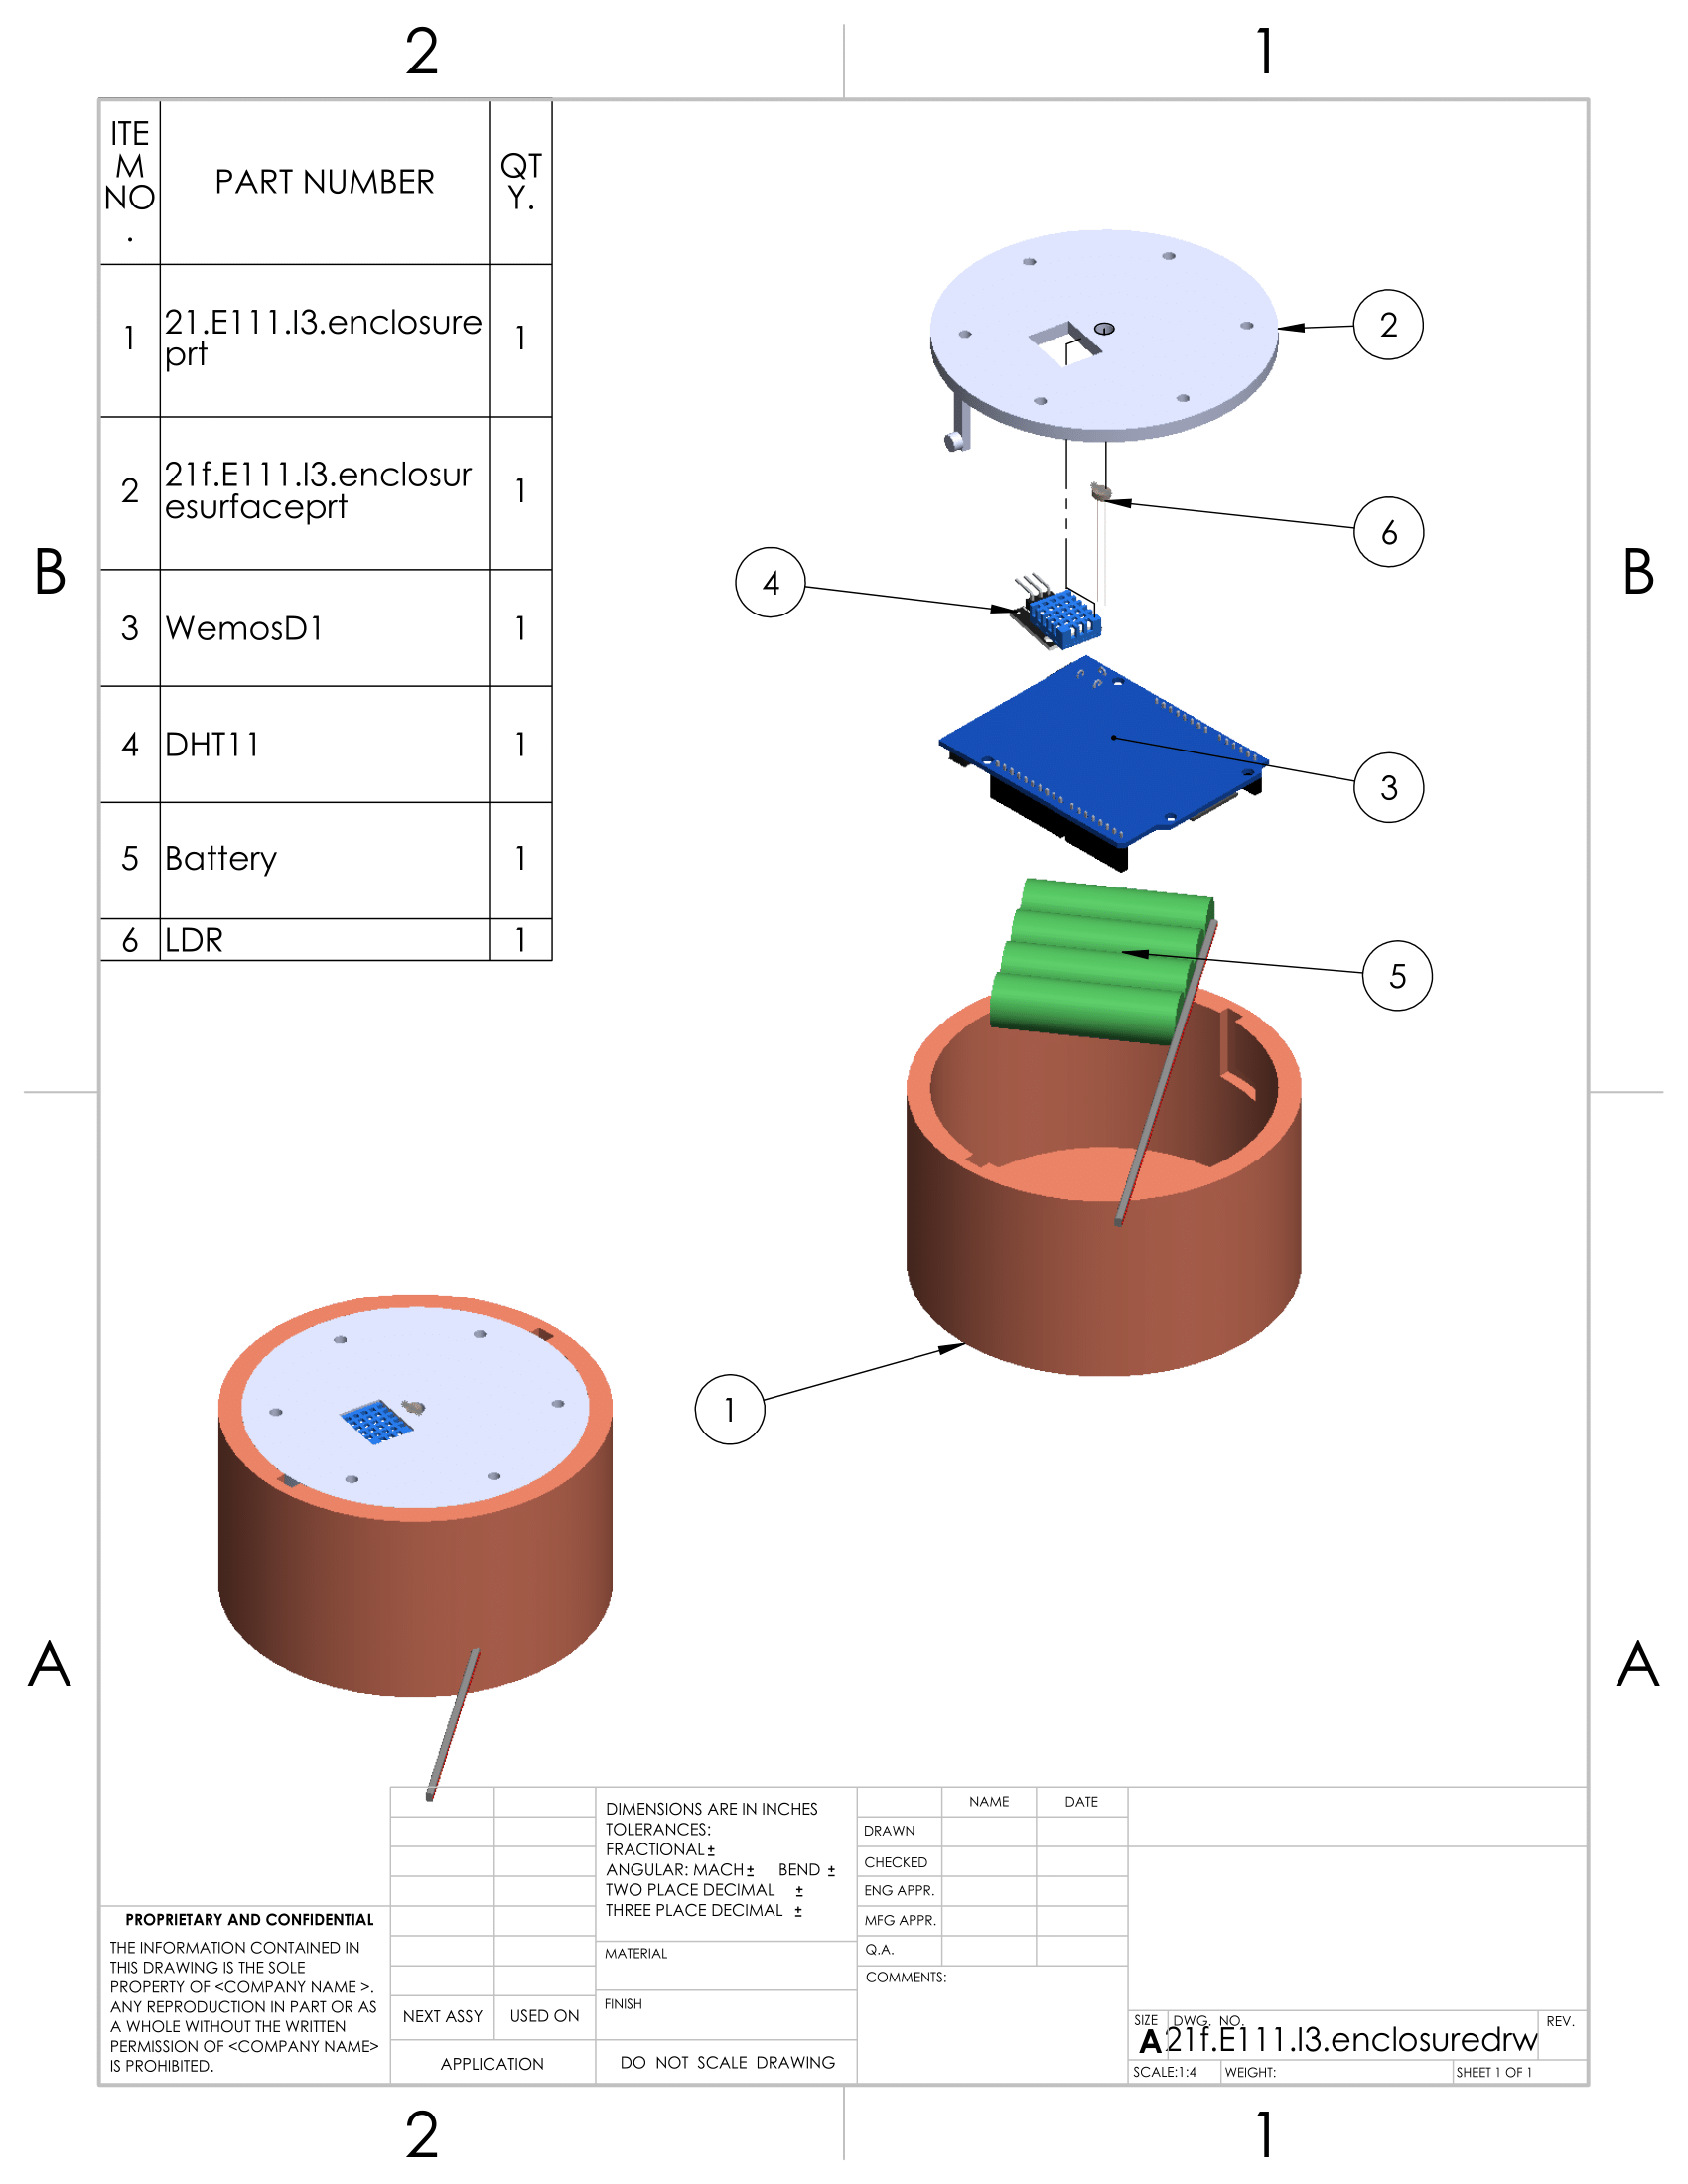 2 1
ITE
M
NO
.
PART NUMBER
QT
Y.
1 21.E111.l3.enclosure
prt 1
2 21f.E111.l3.enclosur
esurfaceprt 1
3 WemosD1 1
4 DHT11 1
5 Battery 1
6 LDR 1
2
6
4
3
5
1
B B
A A
PROPRIETARY AND CONFIDENTIAL
THE INFORMATION CONTAINED IN
THIS DRAWING IS THE SOLE
PROPERTY OF <COMPANY NAME >.
ANY REPRODUCTION IN PART OR AS
A WHOLE WITHOUT THE WRITTEN
PERMISSION OF <COMPANY NAME>
IS PROHIBITED.
NEXT ASSY USED ON
APPLICATION
DIMENSIONS ARE IN INCHES
TOLERANCES:
FRACTIONAL ±
ANGULAR: MACH ± BEND ±
TWO PLACE DECIMAL ±
THREE PLACE DECIMAL ±
MATERIAL
FINISH
DO NOT SCALE DRAWING
NAME DATE
DRAWN
CHECKED
ENG APPR.
MFG APPR.
Q.A.
COMMENTS:
SIZE DWG. NO. REV.
A 21f.E111.l3.enclosuredrw
SCALE:1:4 WEIGHT: SHEET 1 OF 1
2 1